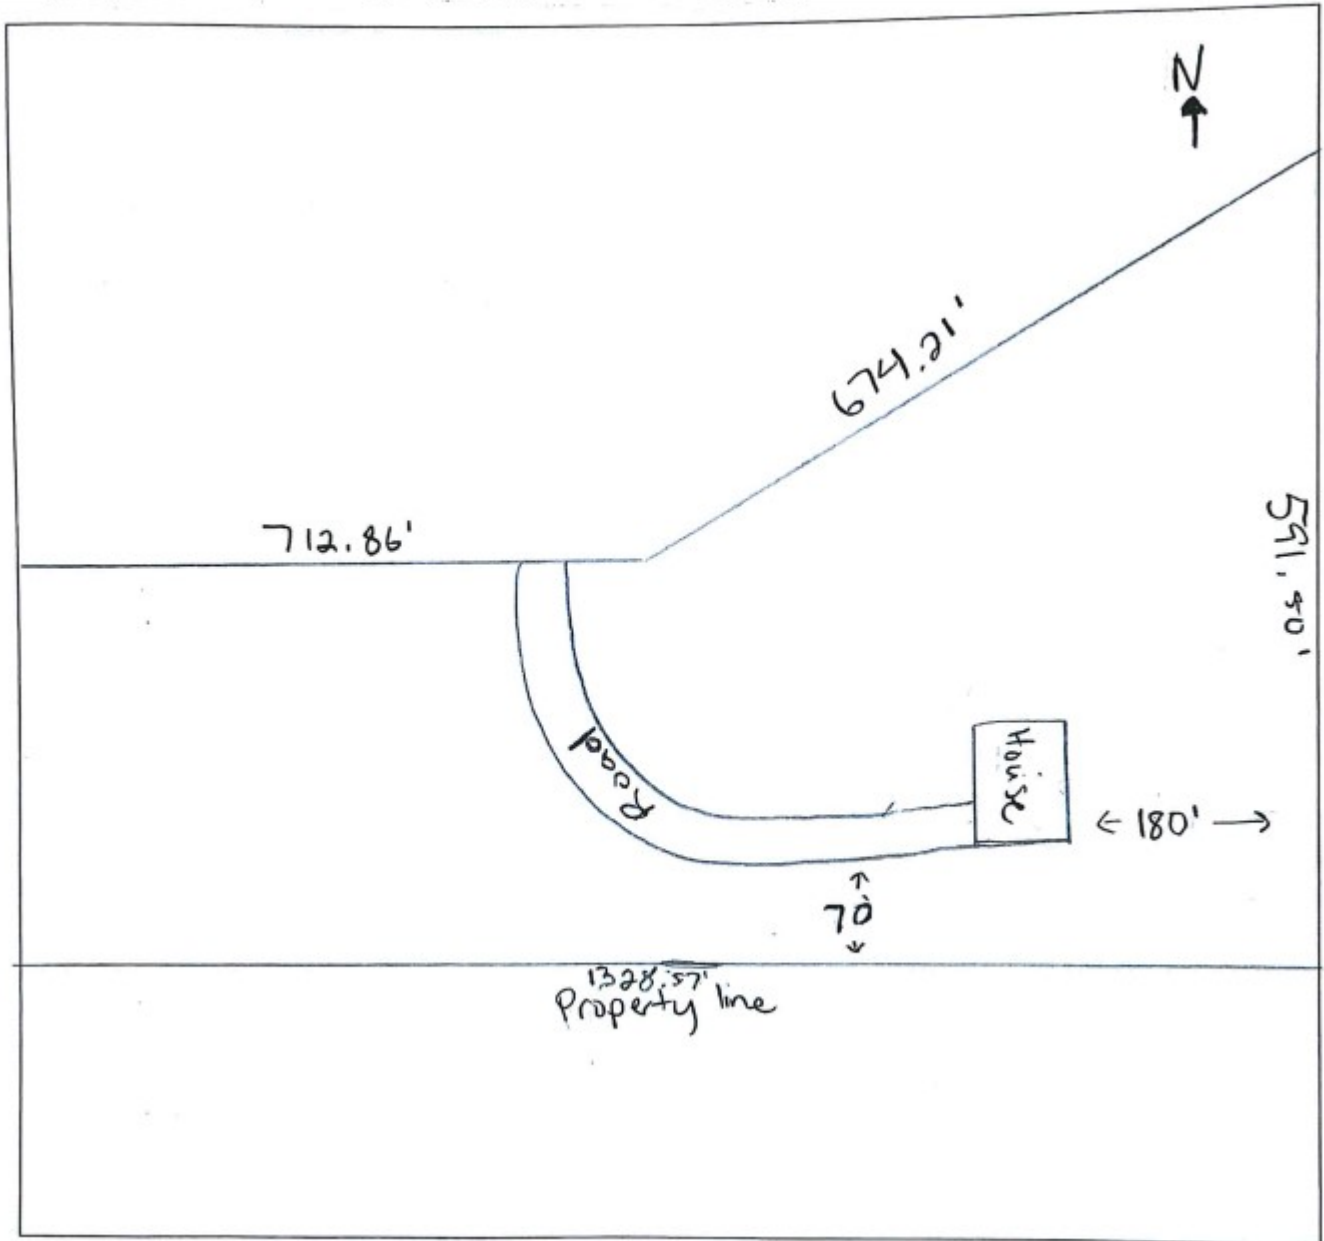 N
674.21'
712.86'
591.50'
House
Road
← 180' →
70'
1328.57'
Property line